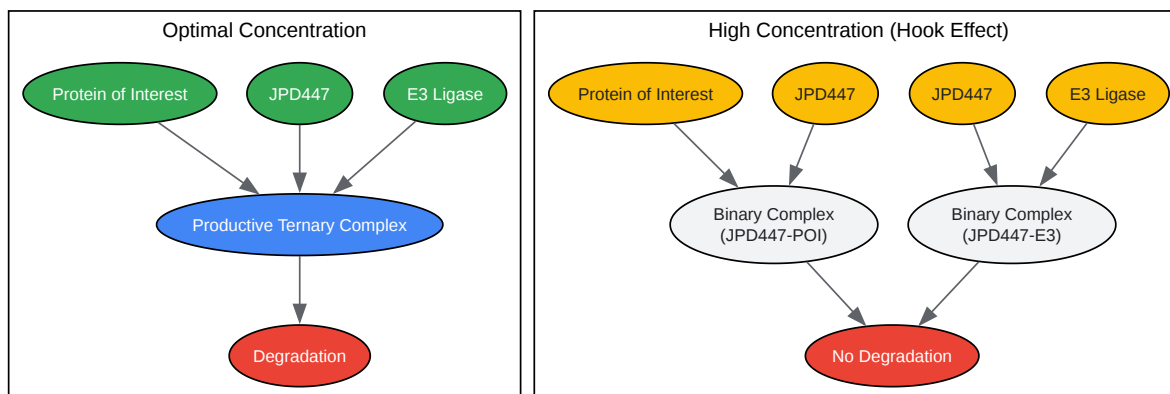 Optimal Concentration
Protein of Interest
JPD447
E3 Ligase
Productive Ternary Complex
Degradation
High Concentration (Hook Effect)
Protein of Interest
JPD447
JPD447
E3 Ligase
Binary Complex
(JPD447-POI)
Binary Complex
(JPD447-E3)
No Degradation